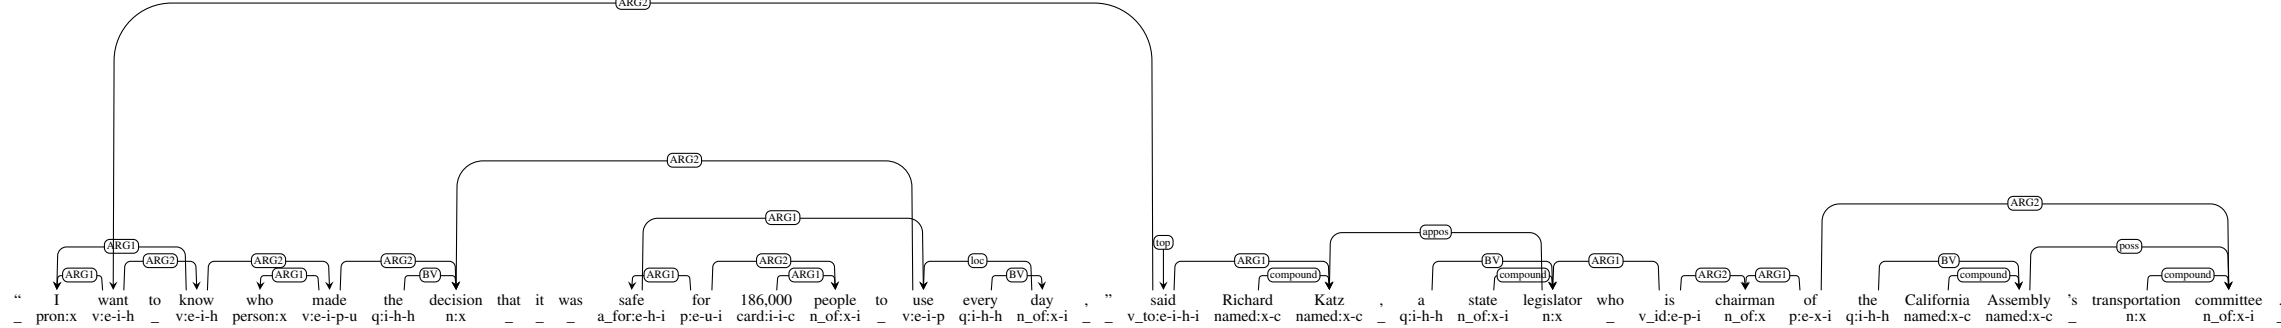 ARG2
ARG2
ARG1 ARG2
top appos
ARG1 poss
ARG2 ARG2 ARG2 ARG2 loc ARG1 BV ARG1 BV
ARG1 ARG1 BV ARG1 ARG1 BV compound compound ARG2 ARG1 compound compound
“ I want to know who made the decision that it was safe for 186,000 people to use every day , ” said Richard Katz , a state legislator who is chairman of the California Assembly 's transportation committee .
_ pron:x v:e-i-h _ v:e-i-h person:x v:e-i-p-u q:i-h-h n:x _ _ _ a_for:e-h-i p:e-u-i card:i-i-c n_of:x-i _ v:e-i-p q:i-h-h n_of:x-i _ _ v_to:e-i-h-i named:x-c named:x-c _ q:i-h-h n_of:x-i n:x _ v_id:e-p-i n_of:x p:e-x-i q:i-h-h named:x-c named:x-c _ n:x n_of:x-i _